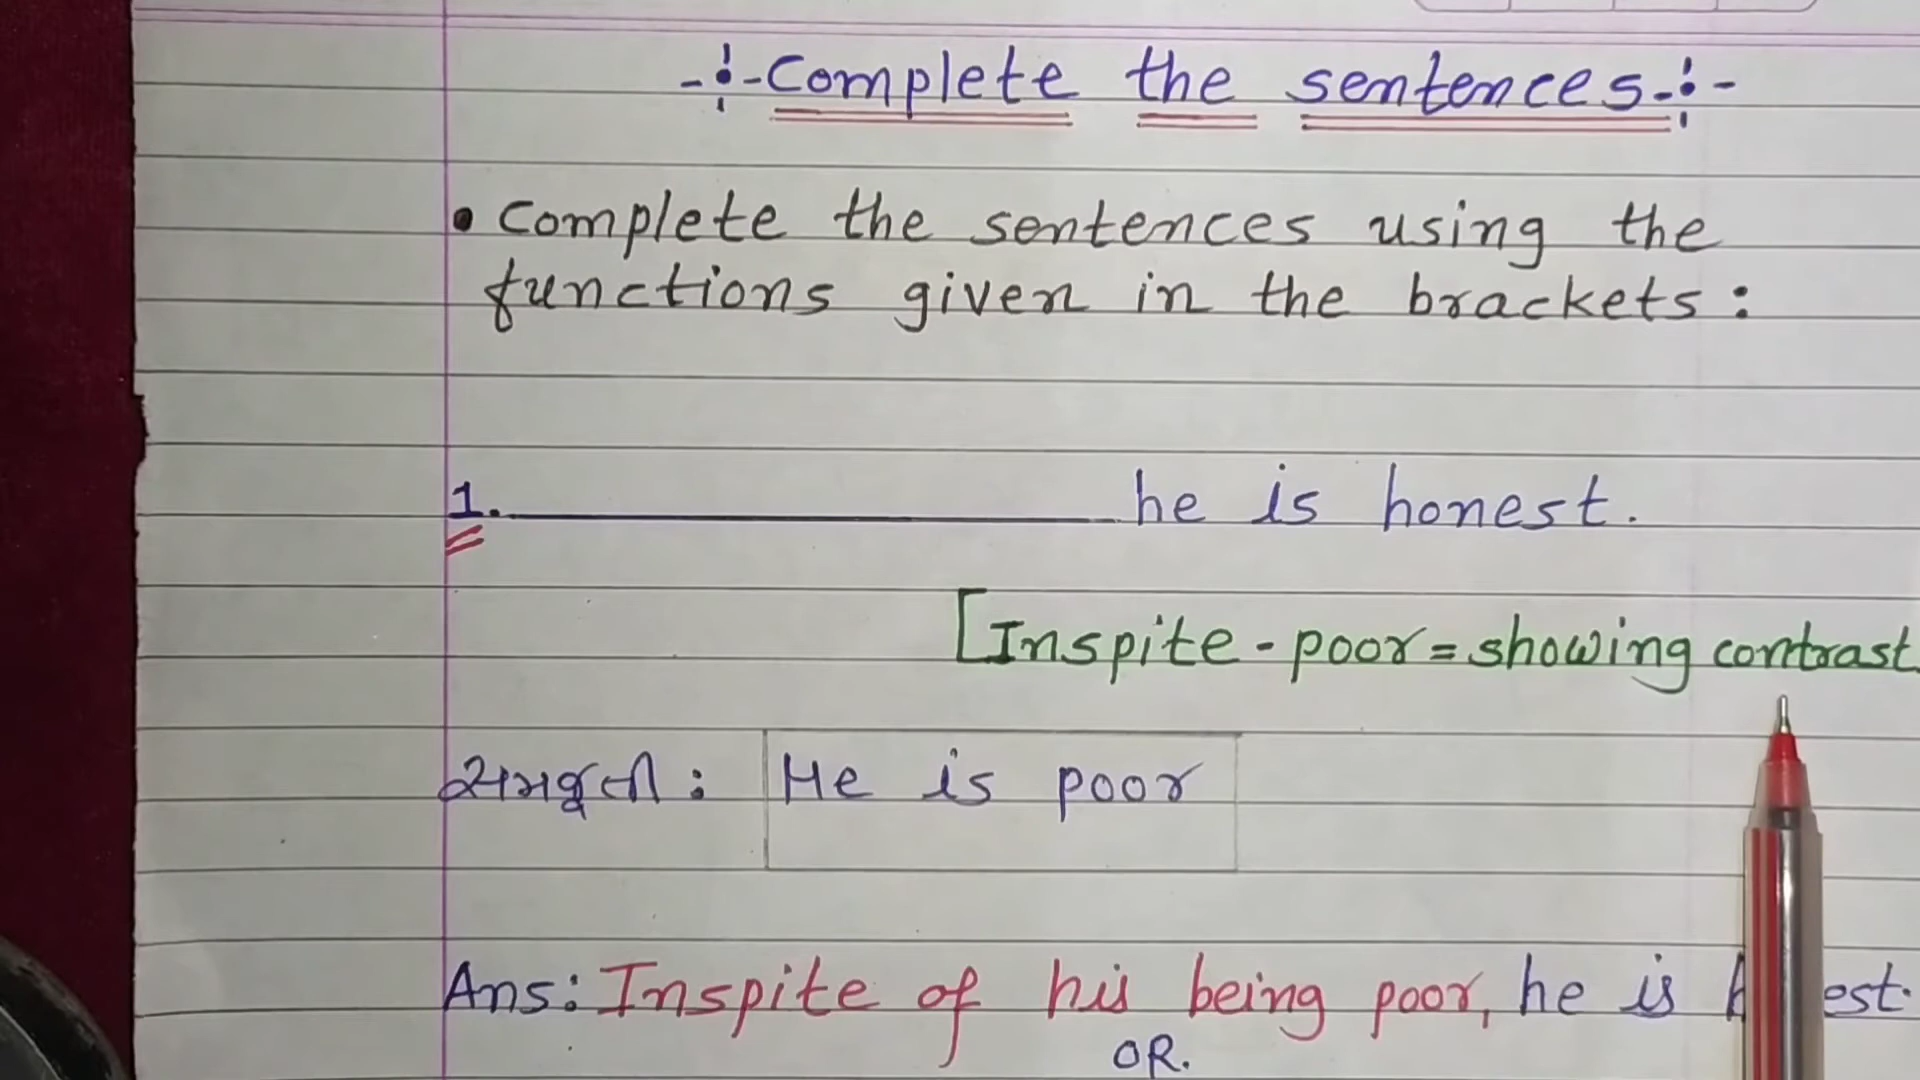 -:-Complete the sentences-:-
• Complete the sentences using the
functions given in the brackets:
1. ____________ he is honest.
[Inspite - poor = showing contrast
સમજૂતી: He is poor
Ans: Inspite of his being poor, he is
OR.